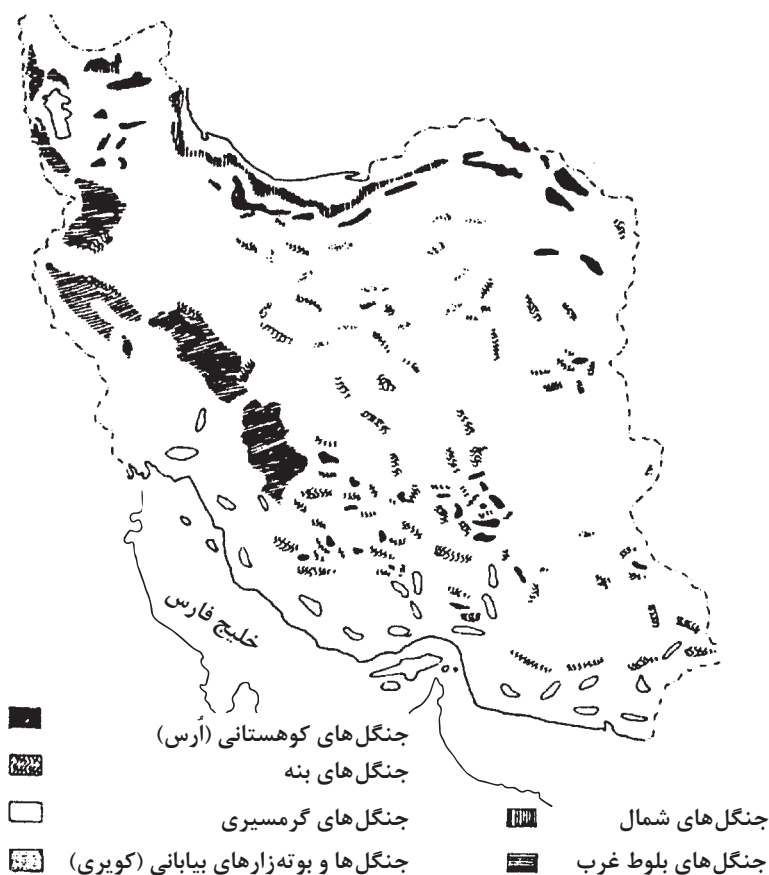 خلیج فارس
جنگل‌های کوهستانی (اُرس)
جنگل‌های بنه
جنگل‌های گرمسیری
جنگل‌ها و بوته‌زارهای بیابانی (کویری)
جنگل‌های شمال
جنگل‌های بلوط غرب